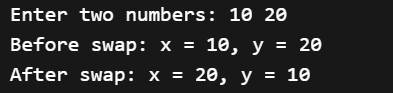 Enter two numbers: 10 20
Before swap: x = 10, y = 20
After swap: x = 20, y = 10